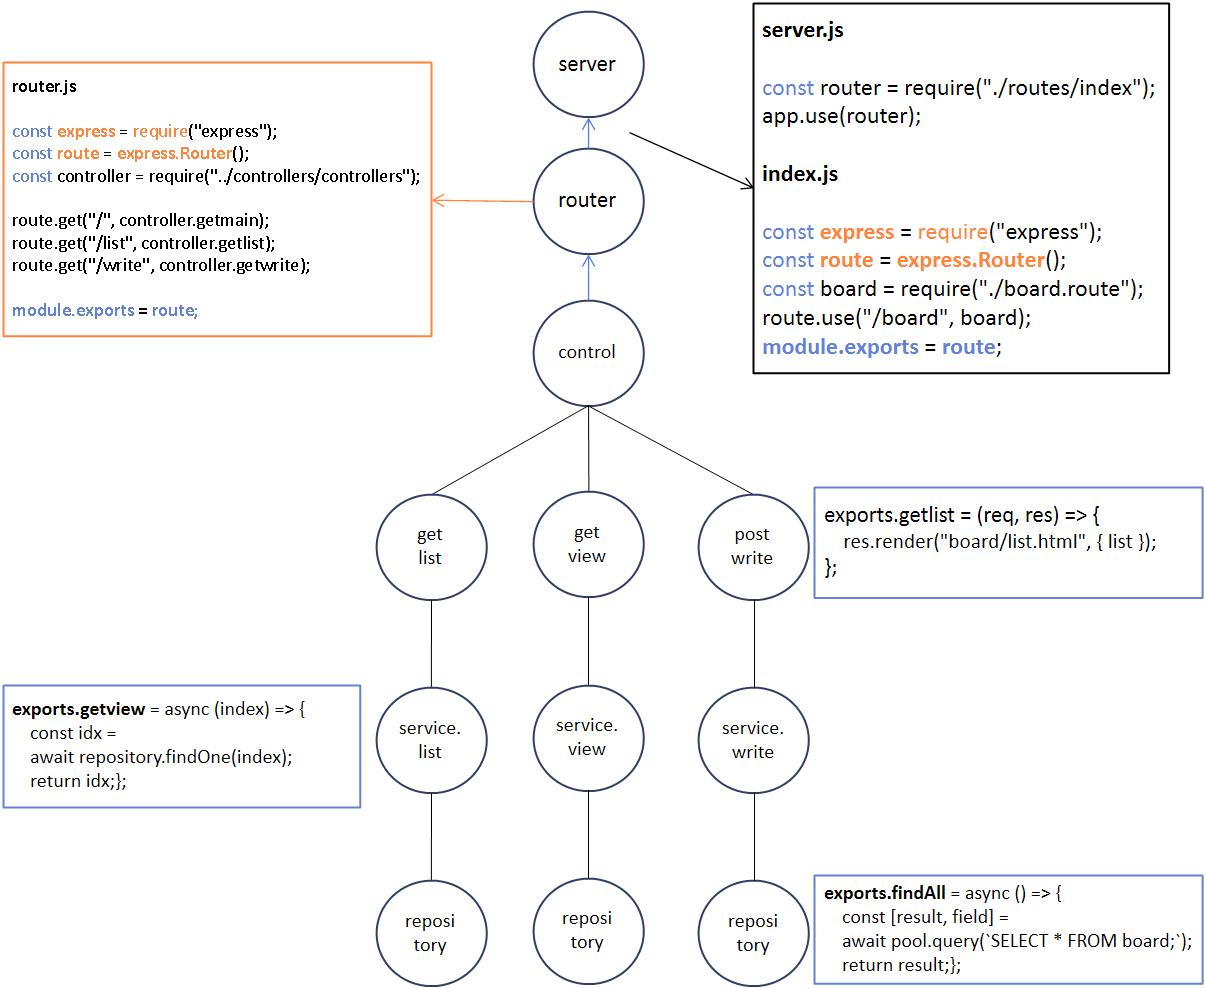 server
server.js
const router = require("./routes/index");
app.use(router);
index.js
const express = require("express");
const route = express.Router();
const board = require("./board.route");
route.use("/board", board);
module.exports = route;
router.js
const express = require("express");
const route = express.Router();
const controller = require("../controllers/controllers");
route.get("/", controller.getmain);
route.get("/list", controller.getlist);
route.get("/write", controller.getwrite);
module.exports = route;
router
control
get
list
get
view
post
write
exports.getlist = (req, res) => {
res.render("board/list.html", { list });
};
exports.getview = async (index) => {
const idx =
await repository.findOne(index);
return idx;};
service.
list
service.
view
service.
write
reposi
tory
reposi
tory
reposi
tory
exports.findAll = async () => {
const [result, field] =
await pool.query(`SELECT * FROM board;`);
return result;};